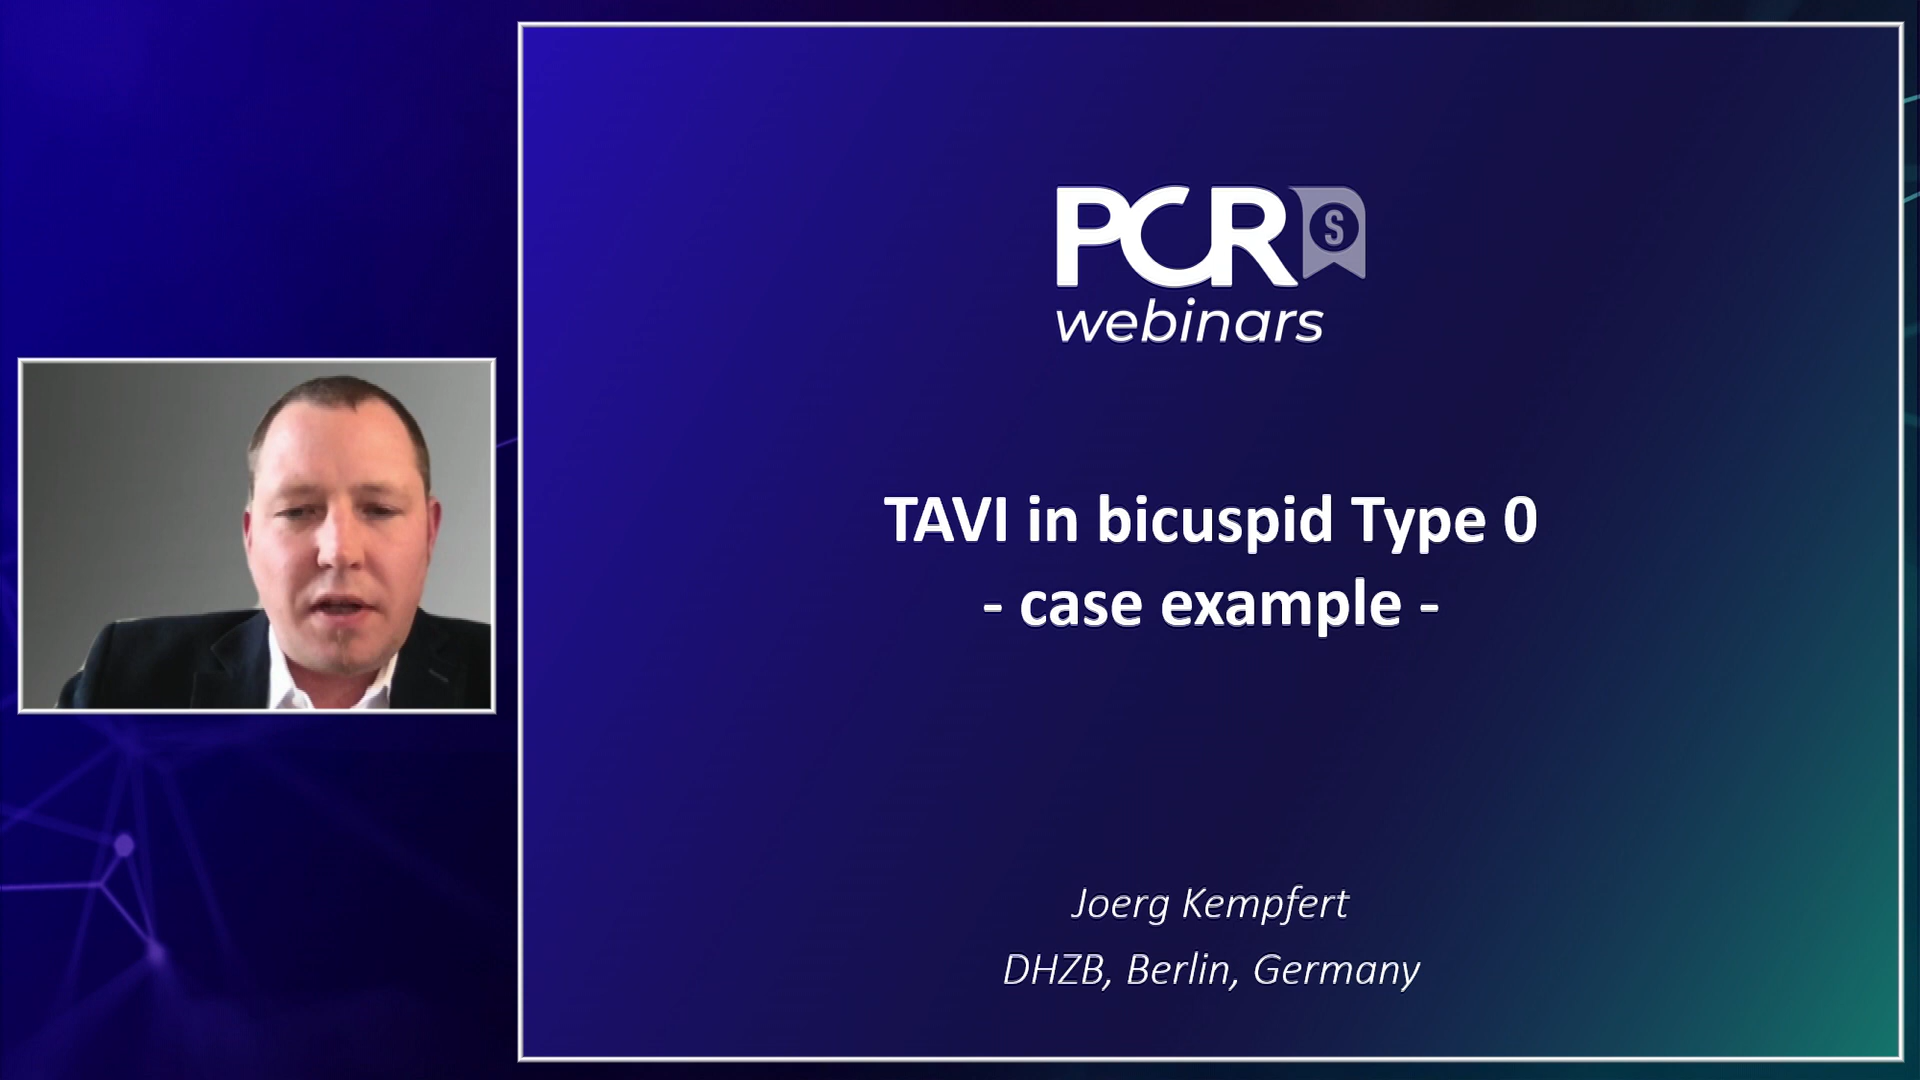 PCR S
webinars
TAVI in bicuspid Type 0
- case example -
Joerg Kempfert
DHZB, Berlin, Germany